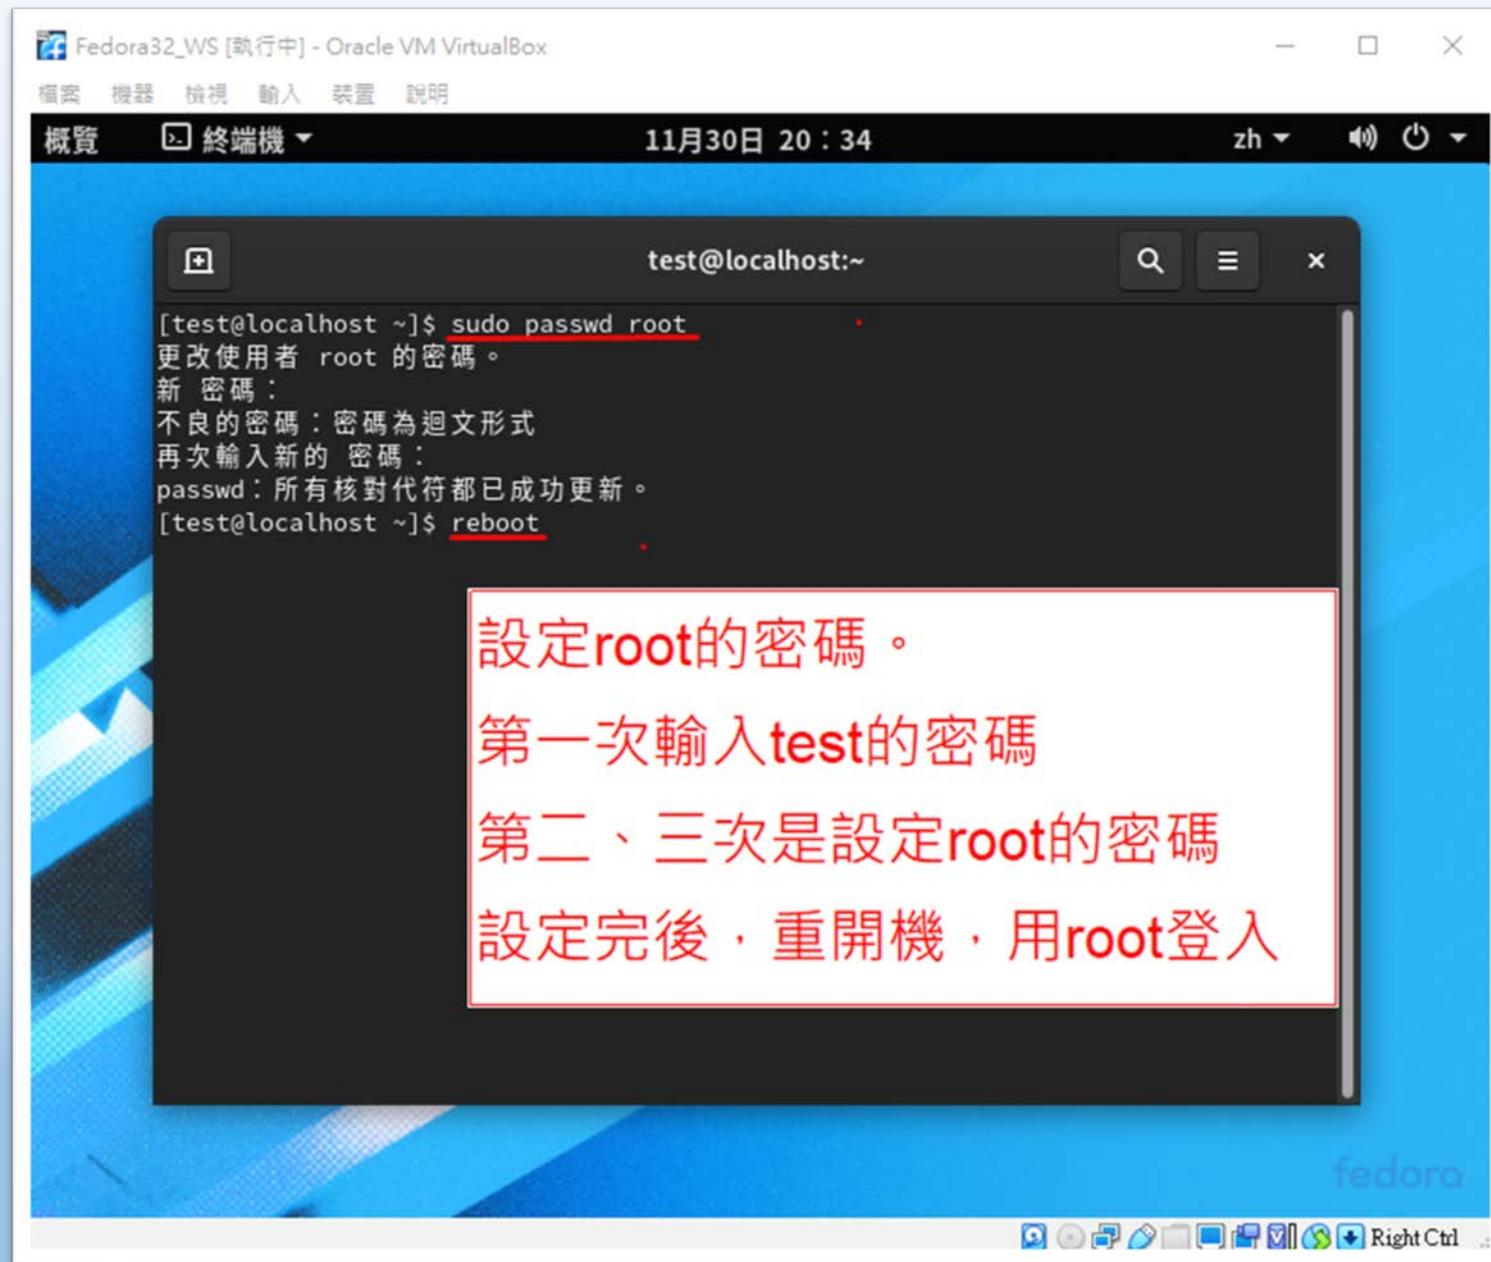 Fedora32_WS [執行中] - Oracle VM VirtualBox
檔案 機器 檢視 輸入 裝置 說明
概覽 終端機 11月30日 20：34 zh
test@localhost:~
[test@localhost ~]$ sudo passwd root
更改使用者 root 的密碼。
新 密碼：
不良的密碼：密碼為迴文形式
再次輸入新的 密碼：
passwd：所有核對代符都已成功更新。
[test@localhost ~]$ reboot
設定root的密碼。
第一次輸入test的密碼
第二、三次是設定root的密碼
設定完後，重開機，用root登入
fedora
Right Ctrl